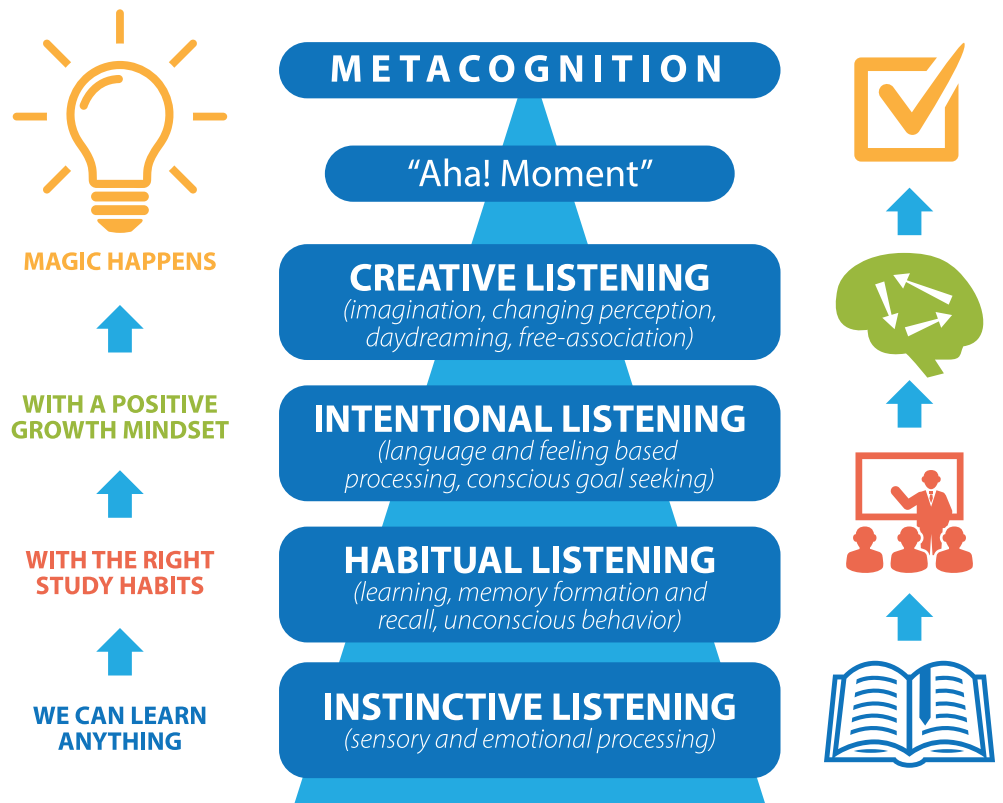 METACOGNITION
“Aha! Moment”
CREATIVE LISTENING
(imagination, changing perception,
daydreaming, free-association)
INTENTIONAL LISTENING
(language and feeling based
processing, conscious goal seeking)
HABITUAL LISTENING
(learning, memory formation and
recall, unconscious behavior)
INSTINCTIVE LISTENING
(sensory and emotional processing)
MAGIC HAPPENS
WITH A POSITIVE
GROWTH MINDSET
WITH THE RIGHT
STUDY HABITS
WE CAN LEARN
ANYTHING